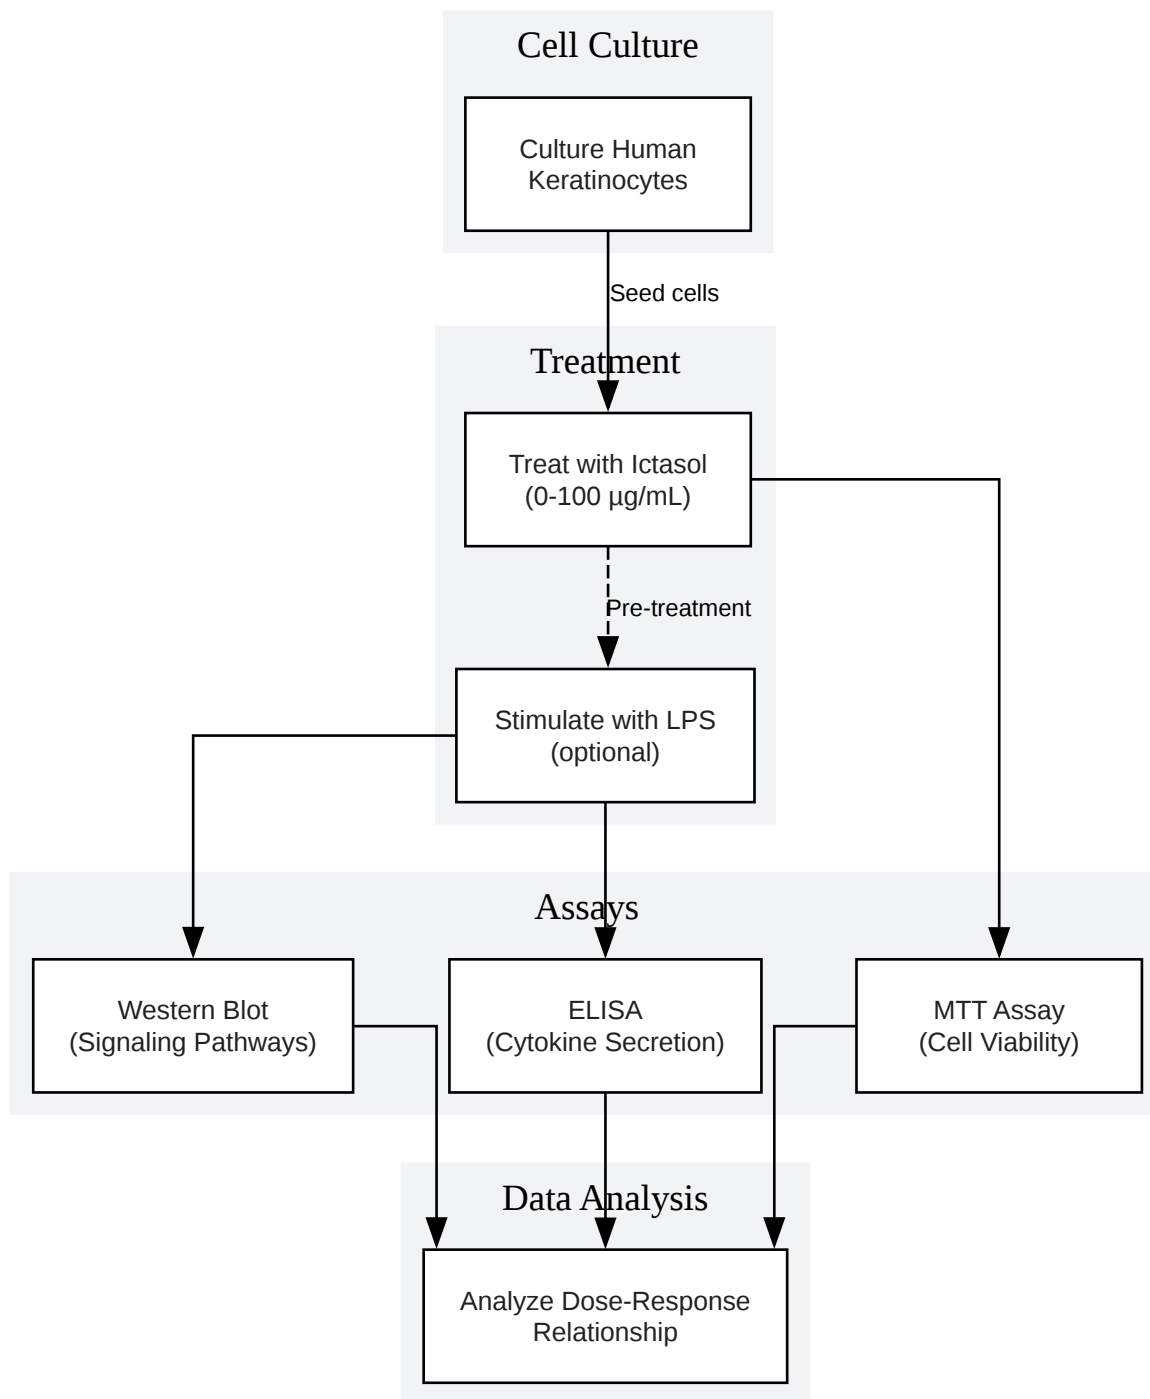 Cell Culture
Culture Human
Keratinocytes
Seed cells
Treatment
Treat with Ictasol
(0-100 µg/mL)
Pre-treatment
Stimulate with LPS
(optional)
Assays
Western Blot
(Signaling Pathways)
ELISA
(Cytokine Secretion)
MTT Assay
(Cell Viability)
Data Analysis
Analyze Dose-Response
Relationship